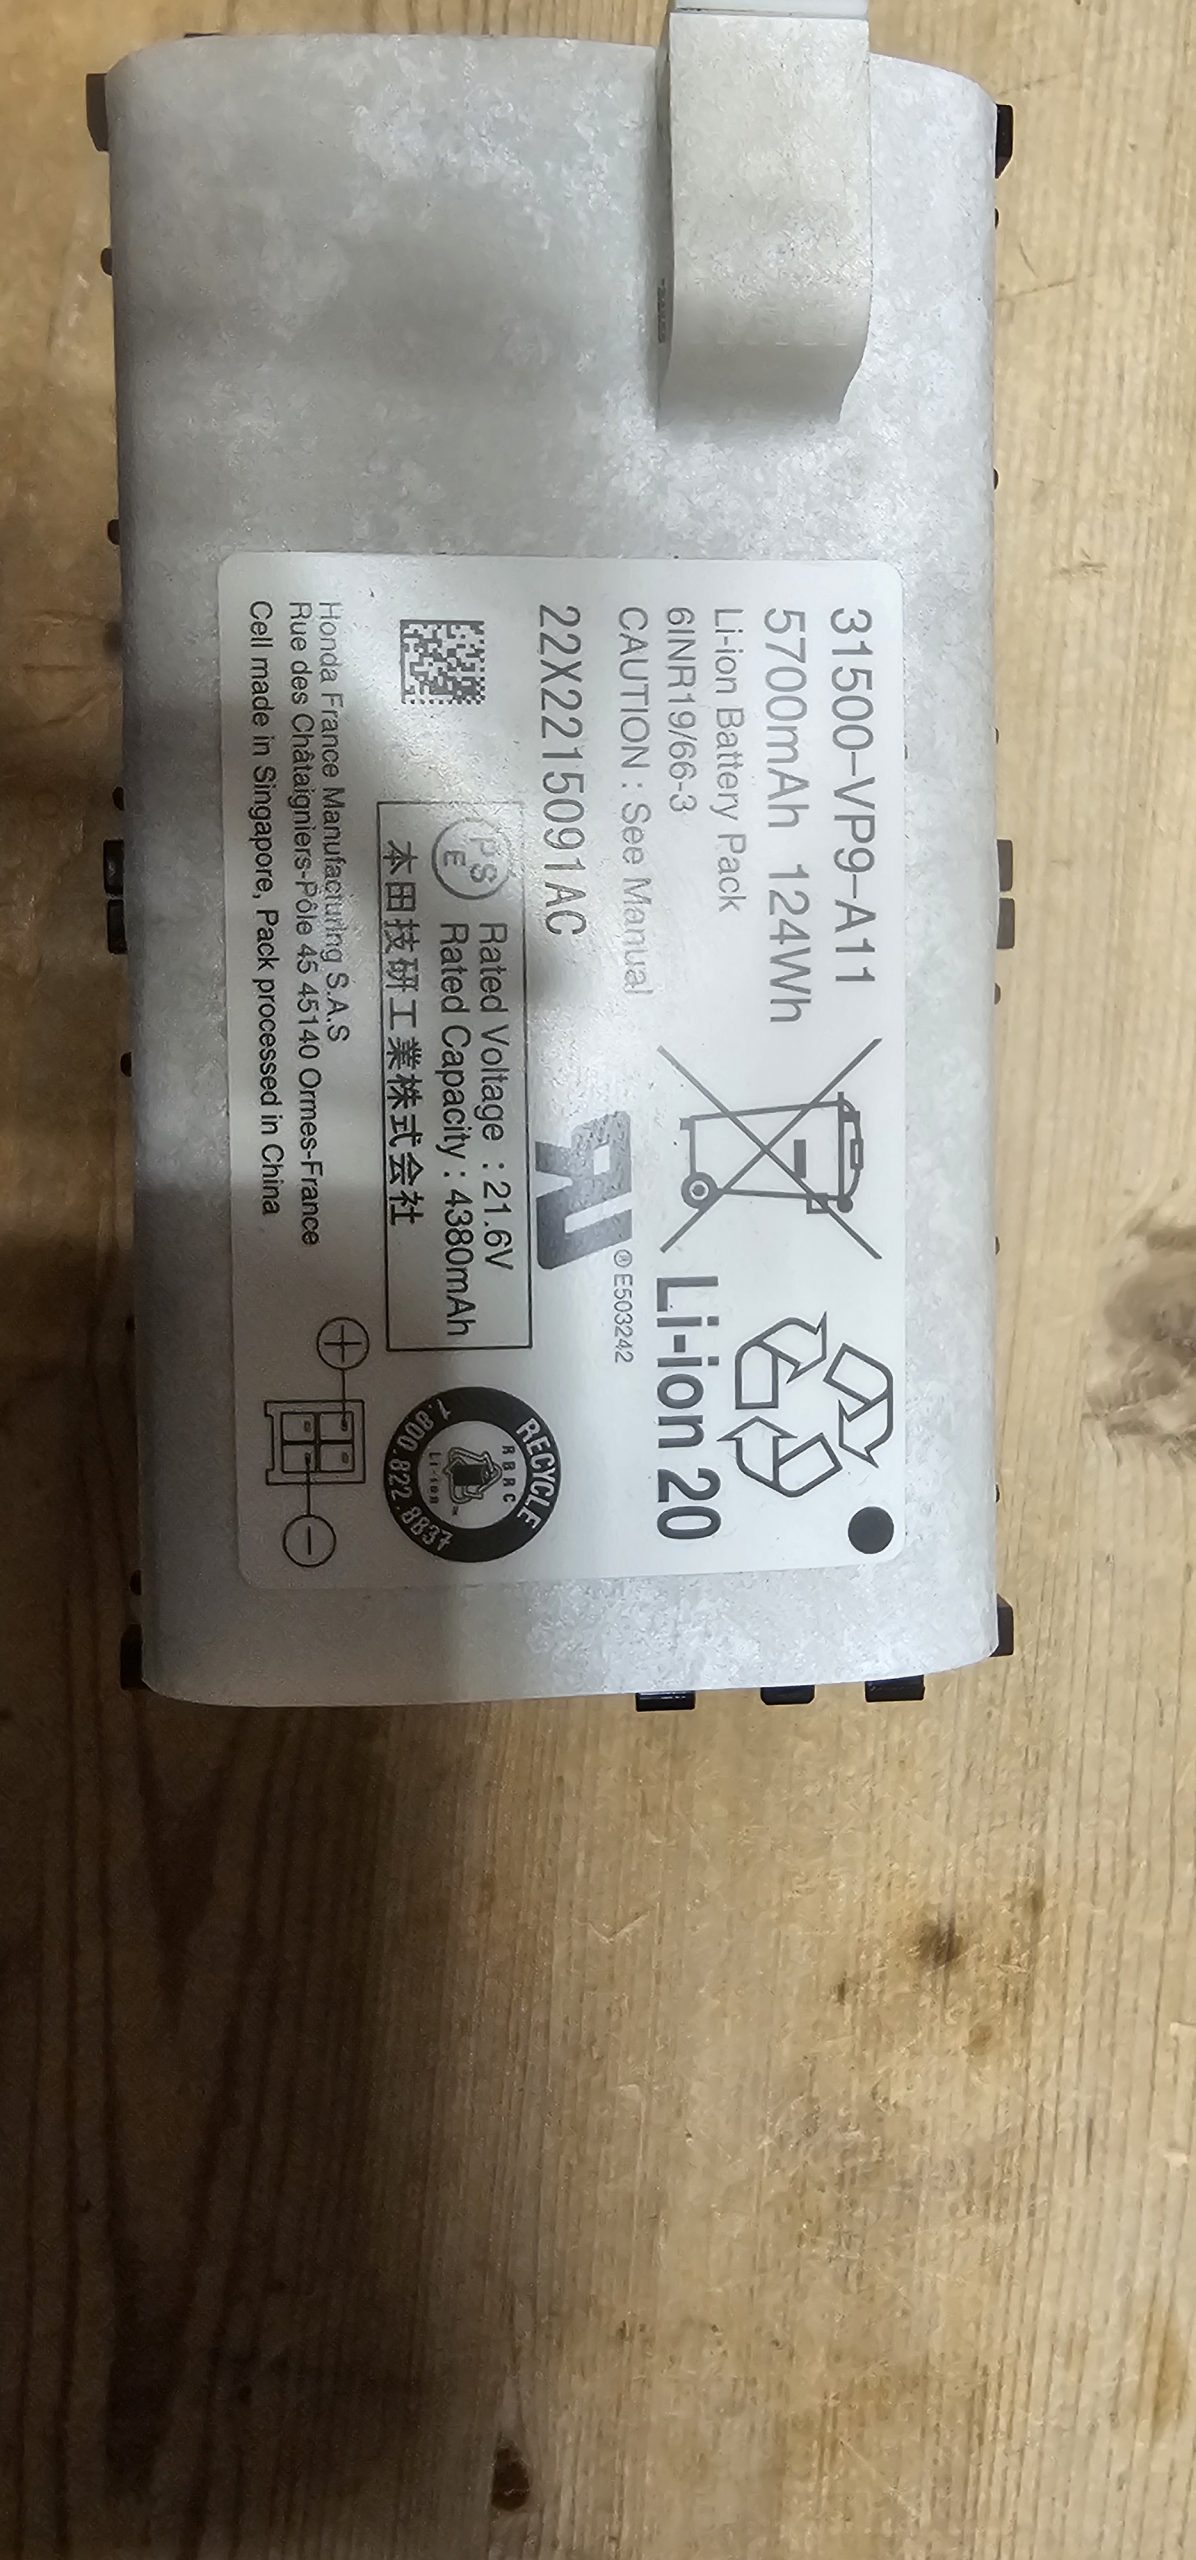 31500-VP9-A11
5700mAh 124Wh
Li-ion Battery Pack
6INR19/66-3
CAUTION : See Manual
Li-ion 20
22X2215091AC
® E503242
PS
E
Rated Voltage : 21.6V
Rated Capacity : 4380mAh
本田技研工業株式会社
RECYCLE
RBRC
Li-ion
1.800.822.8837
Honda France Manufacturing S.A.S
Rue des Châtaigniers-Pôle 45 45140 Ormes-France
Cell made in Singapore, Pack processed in China
+
-